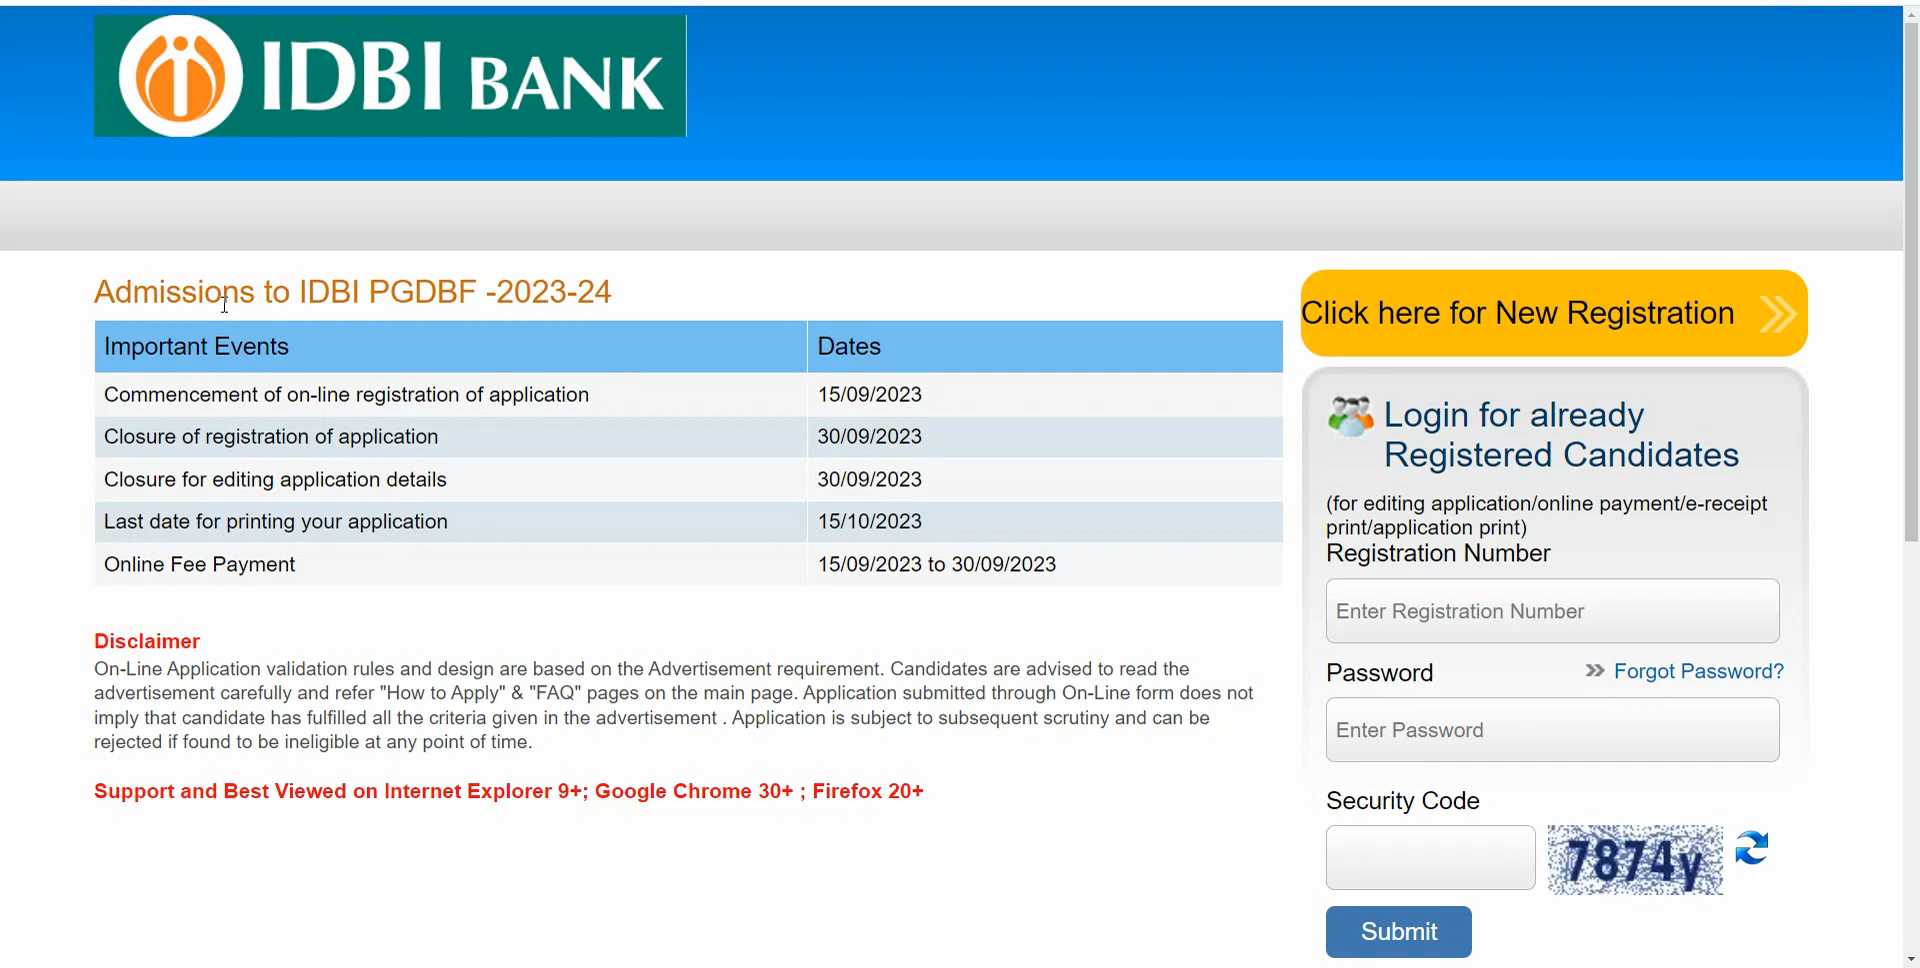 IDBI BANK
Admissions to IDBI PGDBF -2023-24
Important Events Dates
Commencement of on-line registration of application 15/09/2023
Closure of registration of application 30/09/2023
Closure for editing application details 30/09/2023
Last date for printing your application 15/10/2023
Online Fee Payment 15/09/2023 to 30/09/2023
Disclaimer
On-Line Application validation rules and design are based on the Advertisement requirement. Candidates are advised to read the
advertisement carefully and refer "How to Apply" & "FAQ" pages on the main page. Application submitted through On-Line form does not
imply that candidate has fulfilled all the criteria given in the advertisement . Application is subject to subsequent scrutiny and can be
rejected if found to be ineligible at any point of time.
Support and Best Viewed on Internet Explorer 9+; Google Chrome 30+ ; Firefox 20+
Click here for New Registration
Login for already
Registered Candidates
(for editing application/online payment/e-receipt
print/application print)
Registration Number
Enter Registration Number
Password
Forgot Password?
Enter Password
Security Code
7874y
Submit